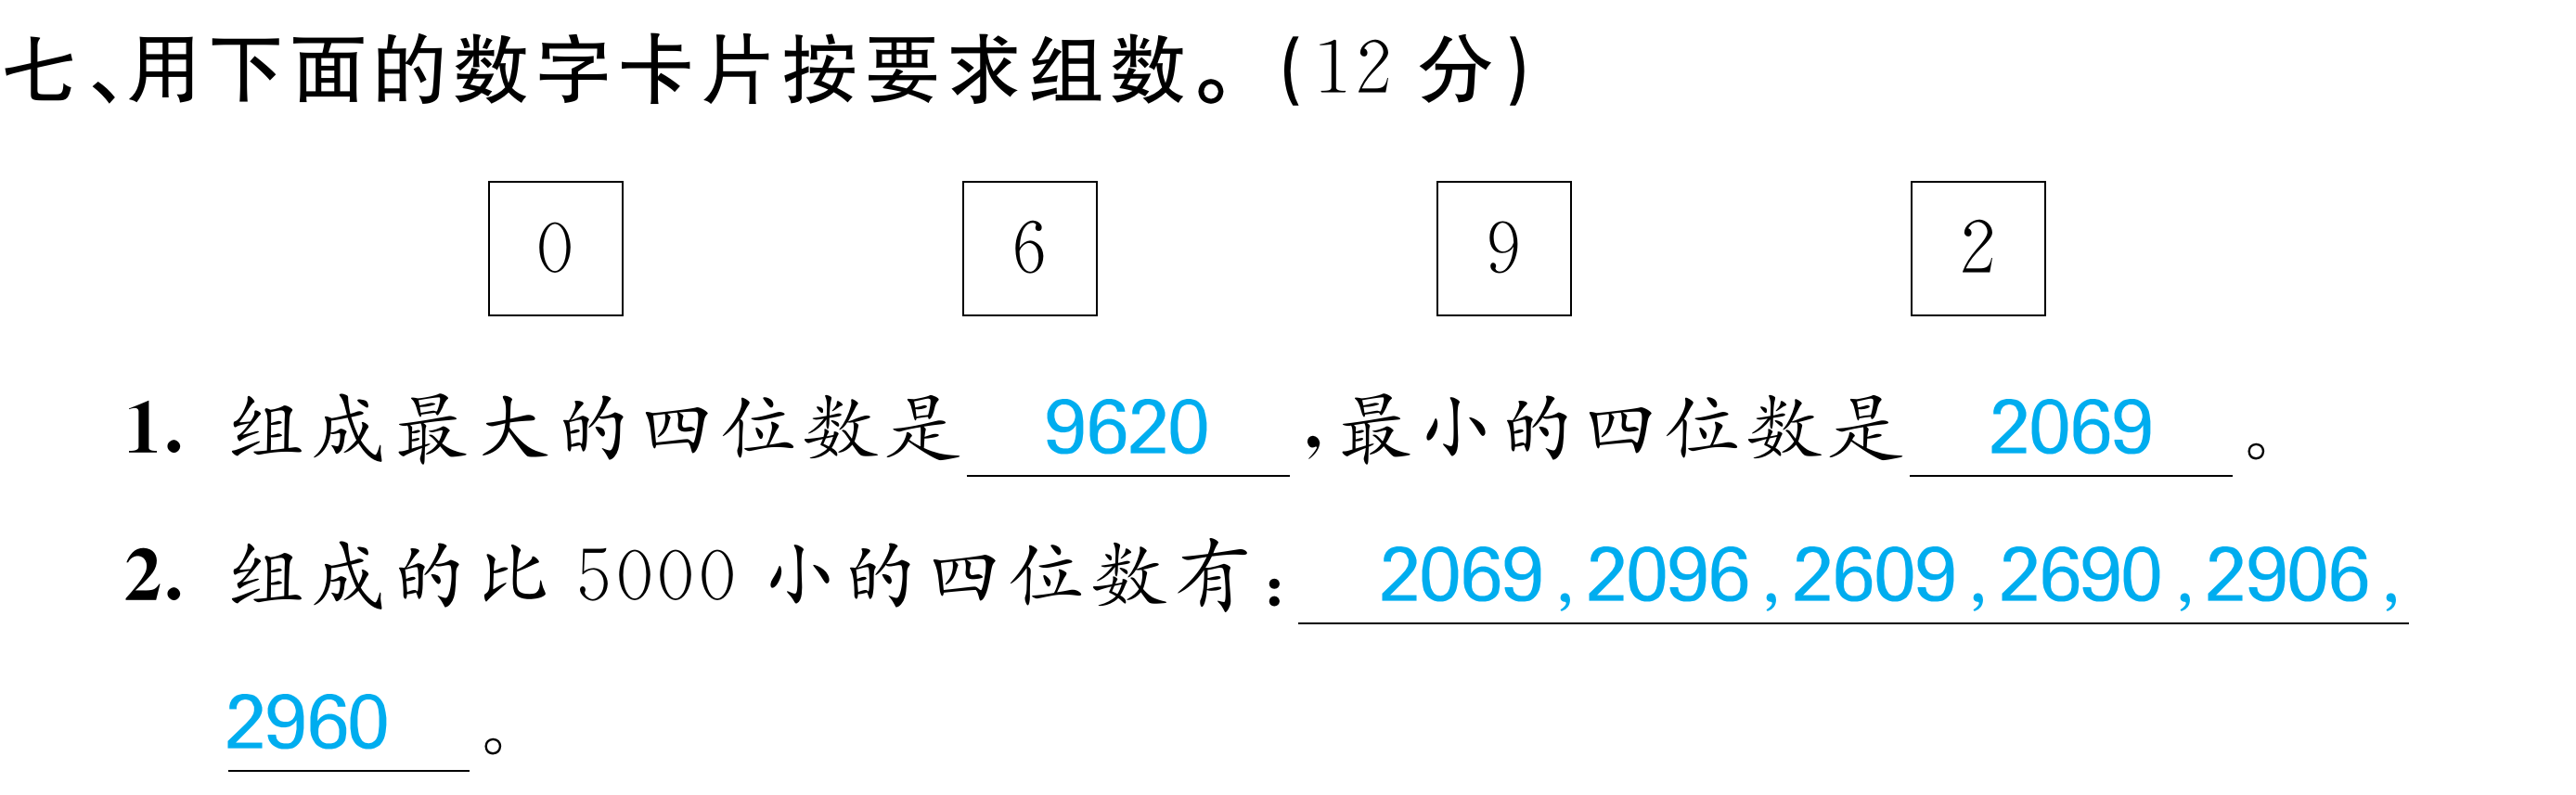 七、用下面的数字卡片按要求组数。(12 分)
0 6 9 2
1. 组成最大的四位数是 9620 ,最小的四位数是 2069 。
2. 组成的比 5000 小的四位数有: 2069,2096,2609,2690,2906,
2960 。